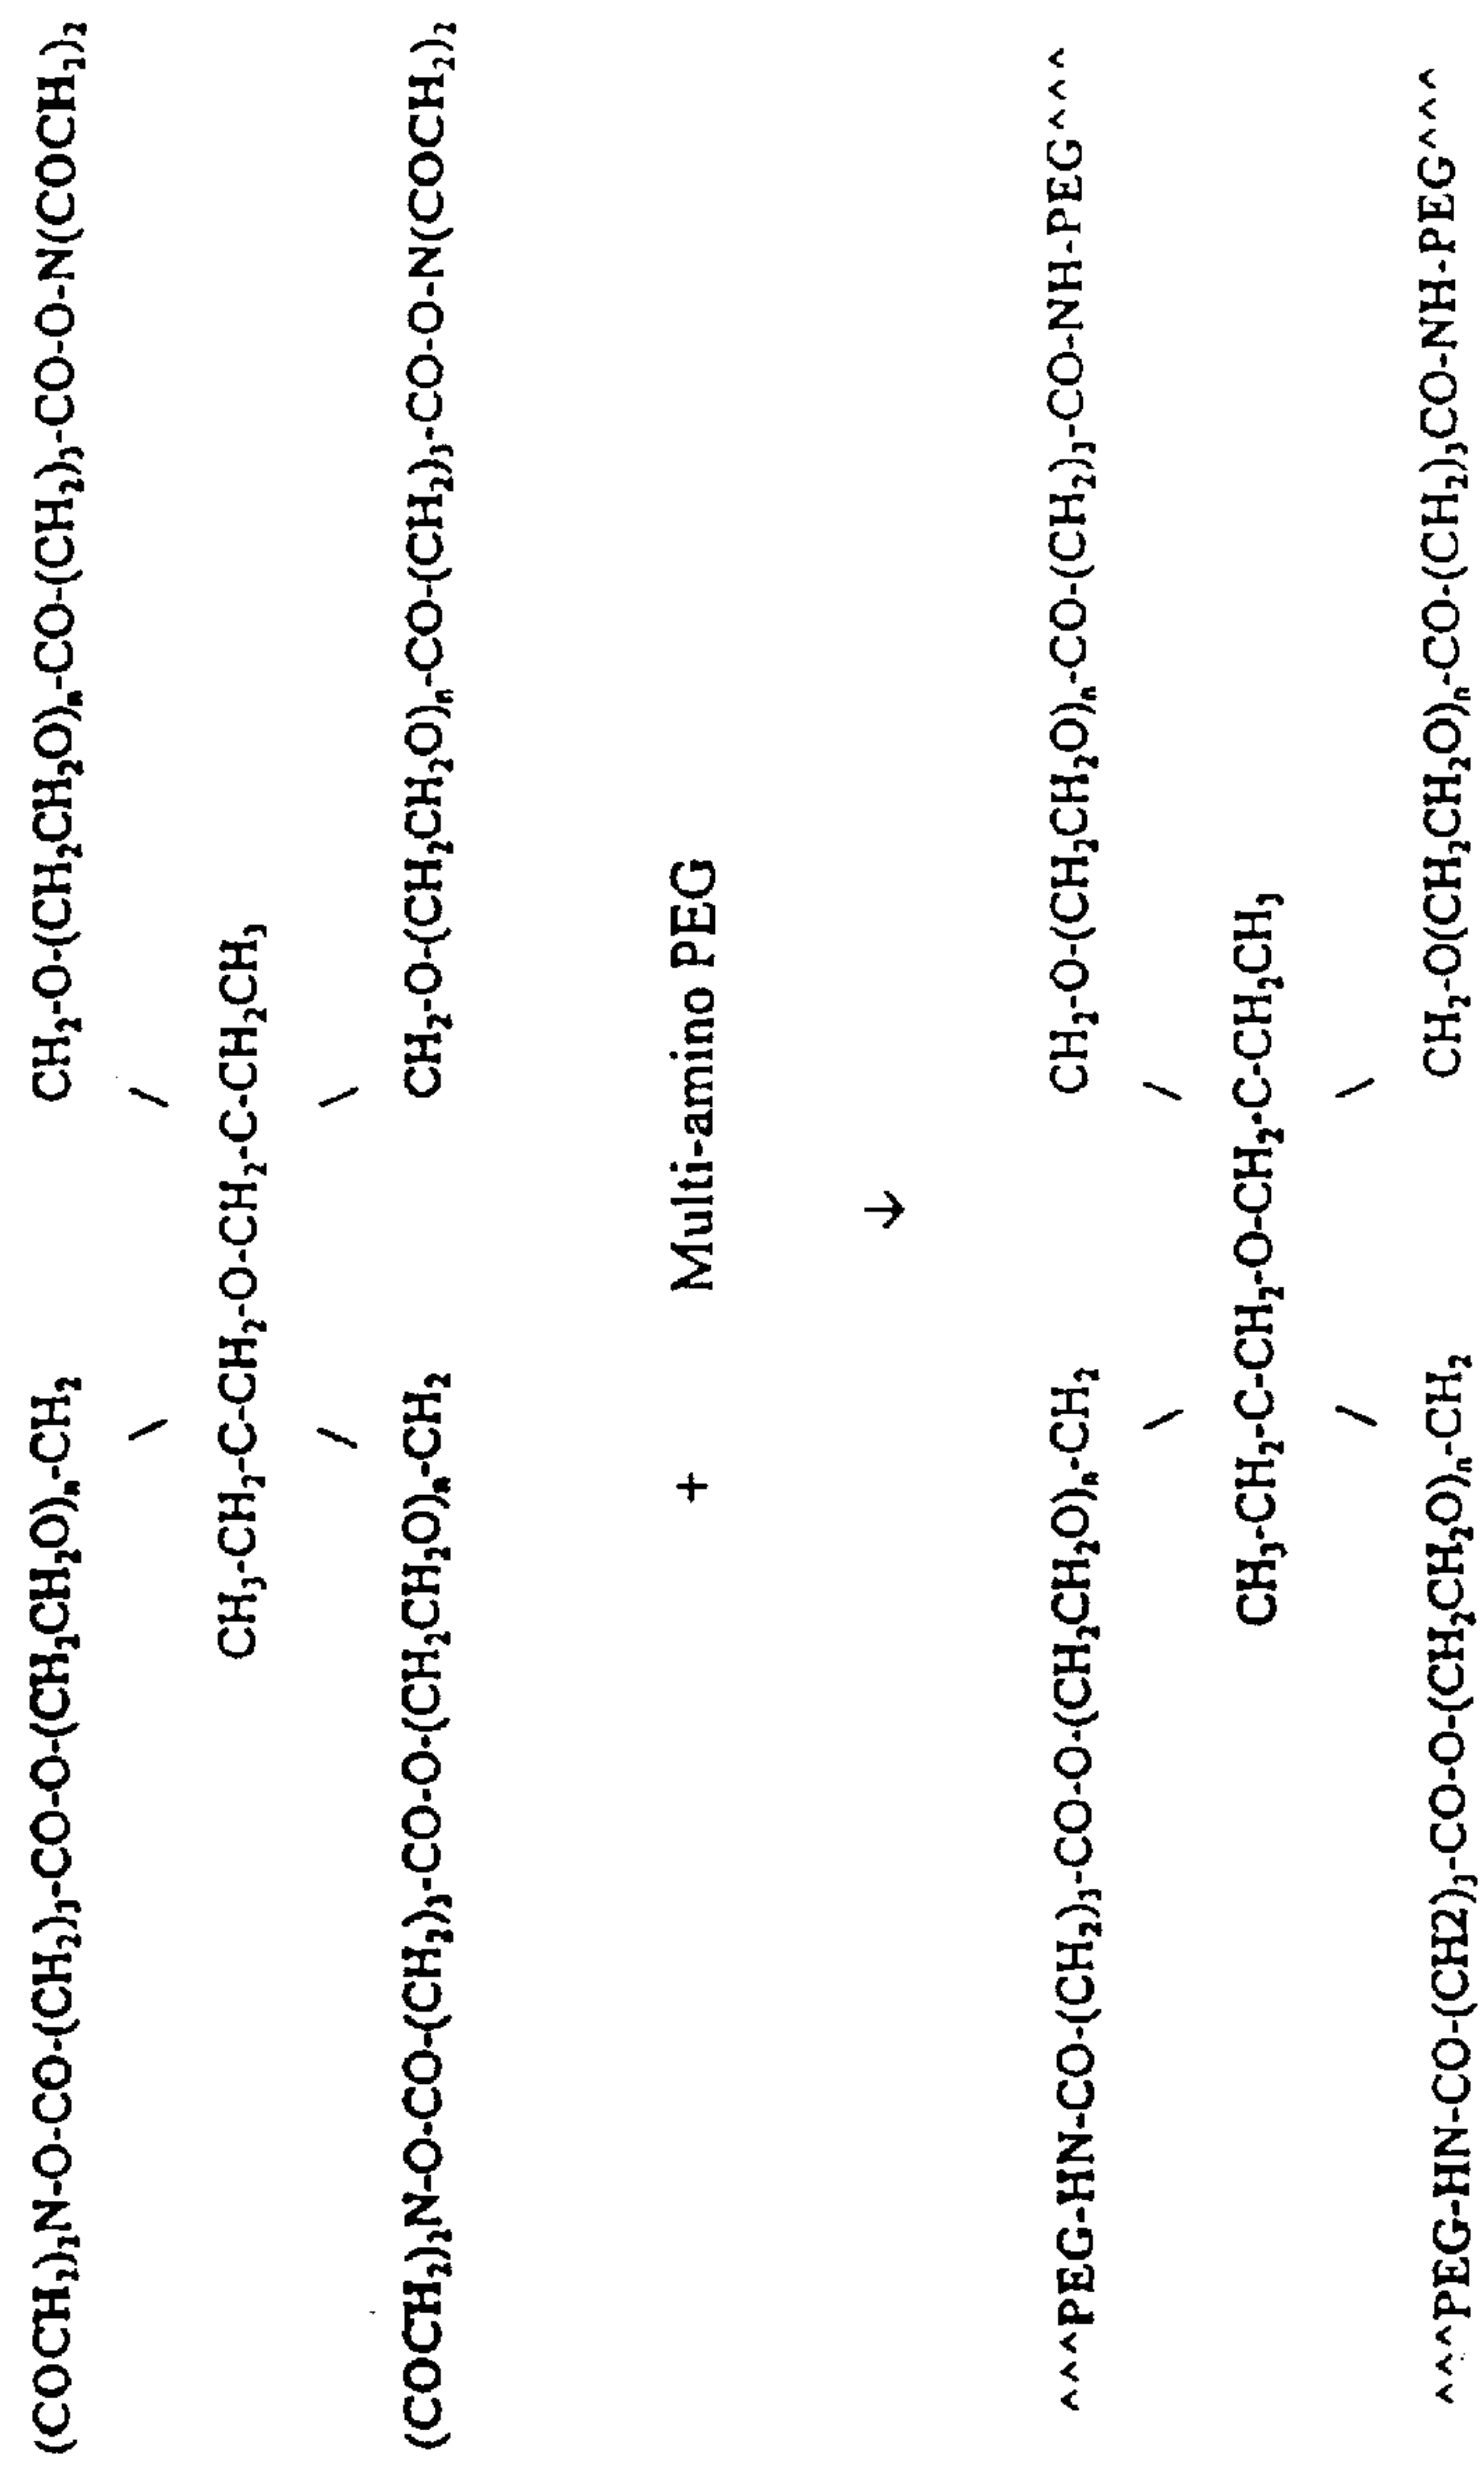 (COCH₂)₂N-O-CO-(CH₂)₃-CO-O-(CH₂CH₂O)ₙ-CH₂ CH₂-O-(CH₂CH₂O)ₙ-CO-(CH₂)₃-CO-O-N(COCH₂)₂
\ /
CH₃-CH₂-C-CH₂-O-CH₂-C-CH₂CH₃
/ \
(COCH₂)₂N-O-CO-(CH₂)₃-CO-O-(CH₂CH₂O)ₙ-CH₂ CH₂-O-(CH₂CH₂O)ₙ-CO-(CH₂)₃-CO-O-N(COCH₂)₂
+ Multi-amino PEG
↓
^^^PEG-HN-CO-(CH₂)₃-CO-O-(CH₂CH₂O)ₙ-CH₂ CH₂-O-(CH₂CH₂O)ₙ-CO-(CH₂)₃-CO-NH-PEG^^^
\ /
CH₃-CH₂-C-CH₂-O-CH₂-C-CH₂CH₃
/ \
^^^PEG-HN-CO-(CH2)₃-CO-O-(CH₂CH₂O)ₙ-CH₂ CH₂-O(CH₂CH₂O)ₙ-CO-(CH₂)₃CO-NH-PEG^^^